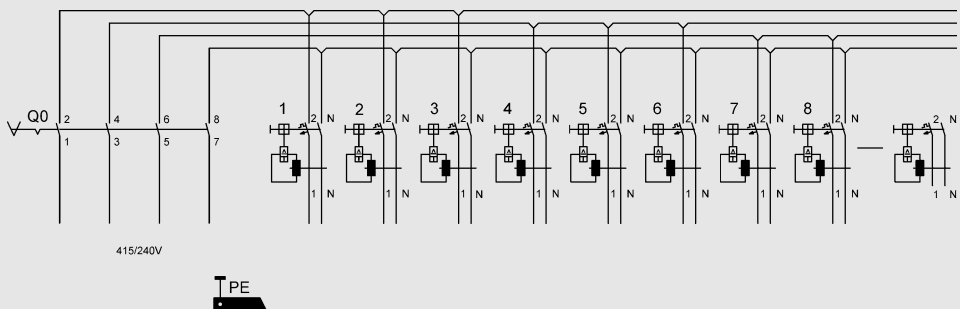 Q0 2 4 6 8
1 3 5 7
1 2 3 4 5 6 7 8
2 N 2 N 2 N 2 N 2 N 2 N 2 N 2 N 2 N
1 N 1 N 1 N 1 N 1 N 1 N 1 N 1 N 1 N
415/240V
PE